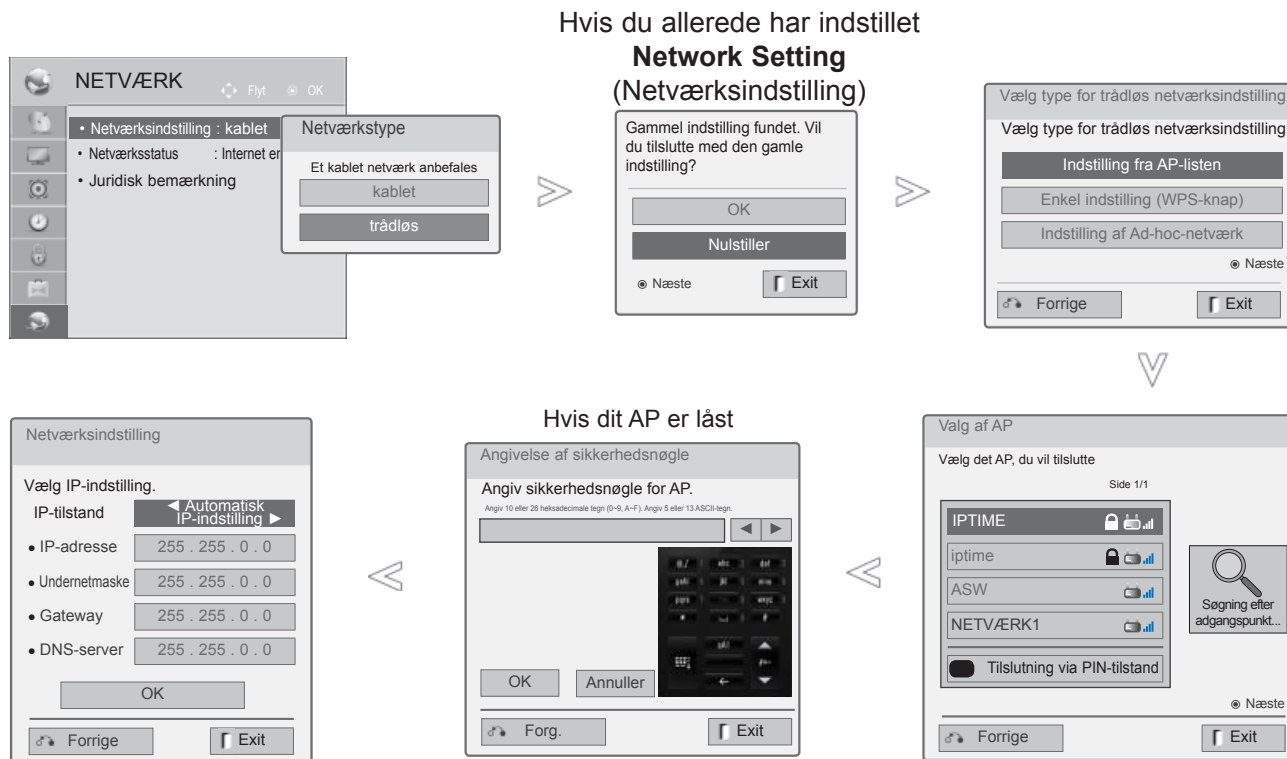 Hvis du allerede har indstillet
Network Setting
(Netværksindstilling)
NETVÆRK
Flyt
OK
• Netværksindstilling : kablet
• Netværksstatus : Internet er
• Juridisk bemærkning
Netværkstype
Et kablet netværk anbefales
kablet
trådløs
Gammel indstilling fundet. Vil
du tilslutte med den gamle
indstilling?
OK
Nulstiller
Næste
Exit
Vælg type for trådløs netværksindstilling
Vælg type for trådløs netværksindstilling
Indstilling fra AP-listen
Enkel indstilling (WPS-knap)
Indstilling af Ad-hoc-netværk
Næste
Forrige
Exit
Valg af AP
Vælg det AP, du vil tilslutte
Side 1/1
IPTIME
iptime
ASW
NETVÆRK1
Tilslutning via PIN-tilstand
Søgning efter
adgangspunkt...
Næste
Forrige
Exit
Hvis dit AP er låst
Angivelse af sikkerhedsnøgle
Angiv sikkerhedsnøgle for AP.
Angiv 10 eller 26 heksadecimale tegn (0~9, A~F). Angiv 5 eller 13 ASCII-tegn.
◄ ►
OK
Annuller
Forg.
Exit
Netværksindstilling
Vælg IP-indstilling.
IP-tilstand
◄ Automatisk
IP-indstilling ►
• IP-adresse 255 . 255 . 0 . 0
• Undernetmaske 255 . 255 . 0 . 0
• Gateway 255 . 255 . 0 . 0
• DNS-server 255 . 255 . 0 . 0
OK
Forrige
Exit